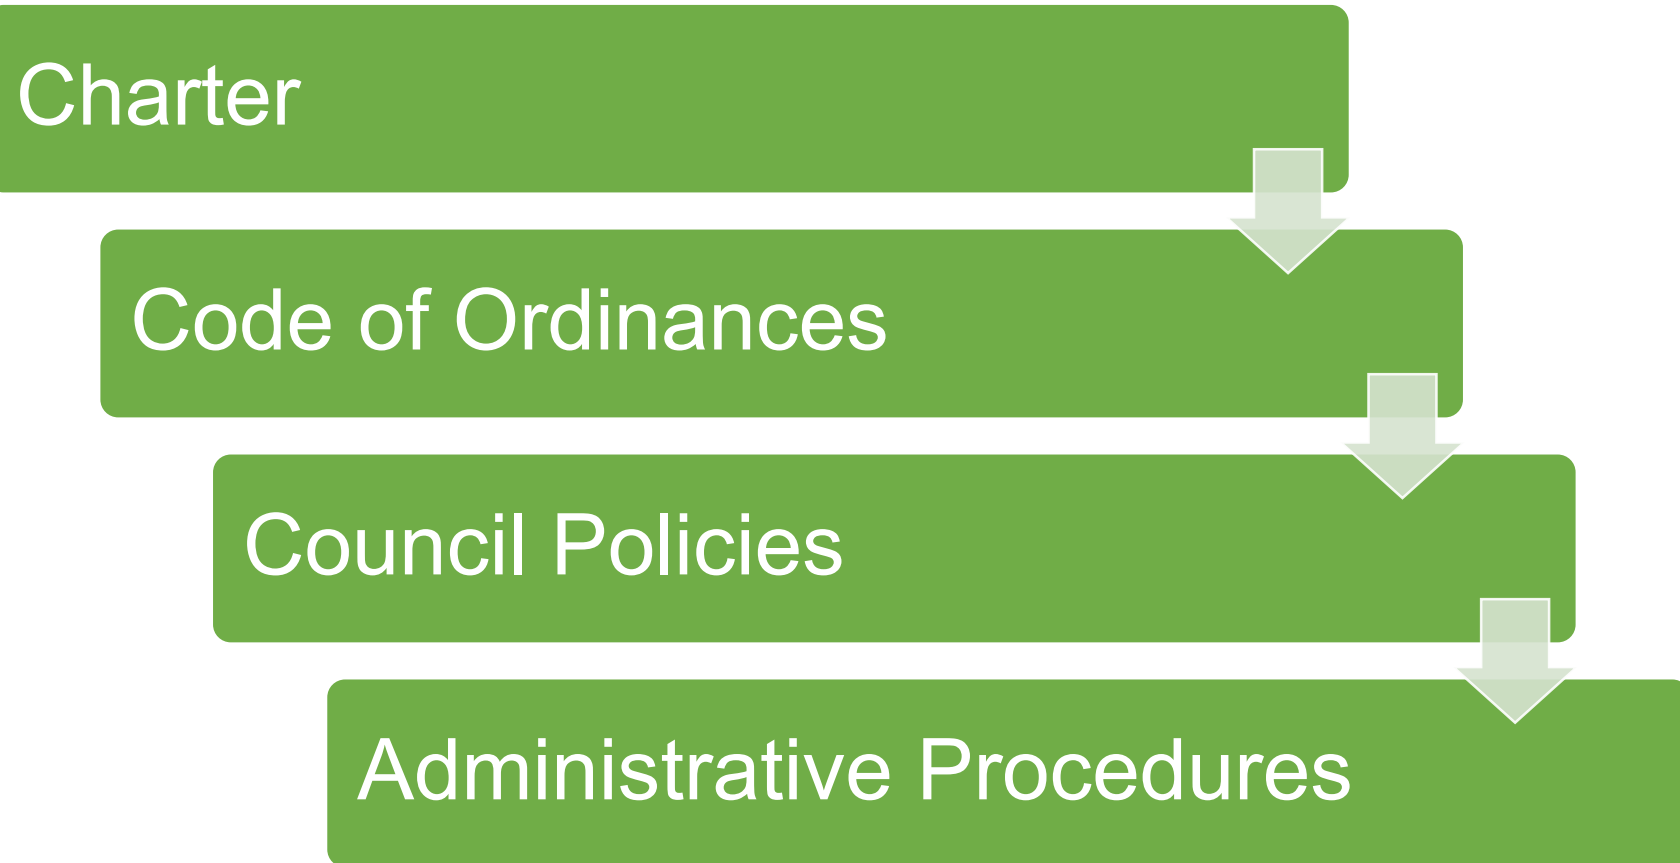 Charter
Code of Ordinances
Council Policies
Administrative Procedures